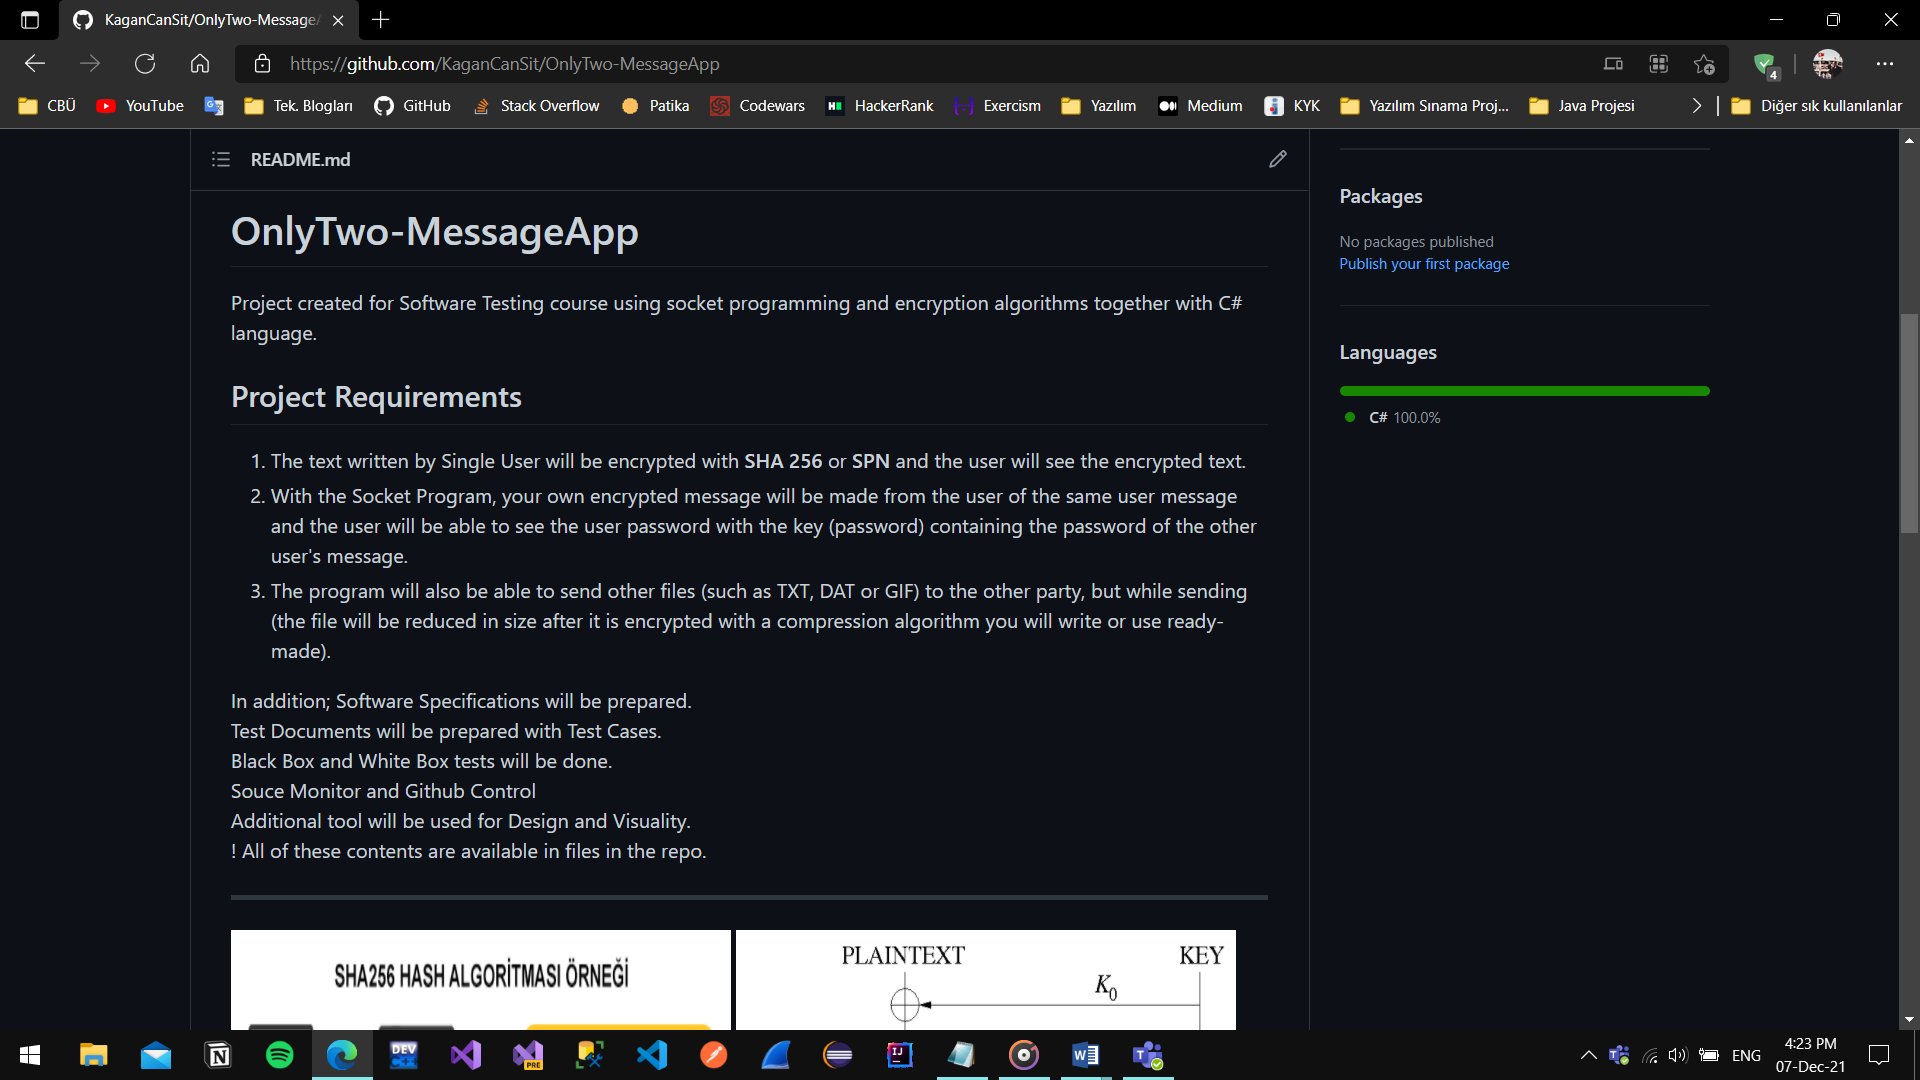 KaganCanSit/OnlyTwo-Message
https://github.com/KaganCanSit/OnlyTwo-MessageApp
4
CBÜ
YouTube
Tek. Blogları
GitHub
Stack Overflow
Patika
Codewars
HackerRank
Exercism
Yazılım
Medium
KYK
Yazılım Sınama Proj...
Java Projesi
Diğer sık kullanılanlar
README.md
OnlyTwo-MessageApp
Project created for Software Testing course using socket programming and encryption algorithms together with C#
language.
Project Requirements
1. The text written by Single User will be encrypted with SHA 256 or SPN and the user will see the encrypted text.
2. With the Socket Program, your own encrypted message will be made from the user of the same user message
and the user will be able to see the user password with the key (password) containing the password of the other
user's message.
3. The program will also be able to send other files (such as TXT, DAT or GIF) to the other party, but while sending
(the file will be reduced in size after it is encrypted with a compression algorithm you will write or use ready-
made).
In addition; Software Specifications will be prepared.
Test Documents will be prepared with Test Cases.
Black Box and White Box tests will be done.
Souce Monitor and Github Control
Additional tool will be used for Design and Visuality.
! All of these contents are available in files in the repo.
SHA256 HASH ALGORİTMASI ÖRNEĞİ
PLAINTEXT
KEY
K0
Packages
No packages published
Publish your first package
Languages
C# 100.0%
DEV
PRE
IJ
ENG
4:23 PM
07-Dec-21